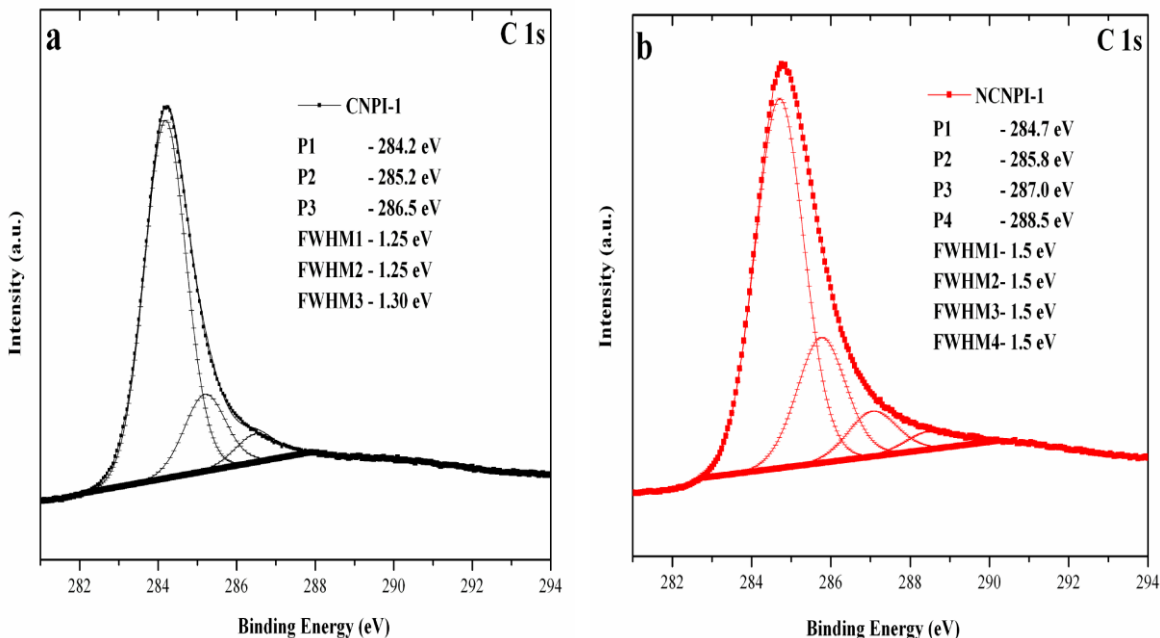 a
C 1s
CNPI-1
P1 - 284.2 eV
P2 - 285.2 eV
P3 - 286.5 eV
FWHM1 - 1.25 eV
FWHM2 - 1.25 eV
FWHM3 - 1.30 eV
Intensity (a.u.)
282 284 286 288 290 292 294
Binding Energy (eV)
b
C 1s
NCNPI-1
P1 - 284.7 eV
P2 - 285.8 eV
P3 - 287.0 eV
P4 - 288.5 eV
FWHM1- 1.5 eV
FWHM2- 1.5 eV
FWHM3- 1.5 eV
FWHM4- 1.5 eV
Intensity (a.u.)
282 284 286 288 290 292 294
Binding Energy (eV)